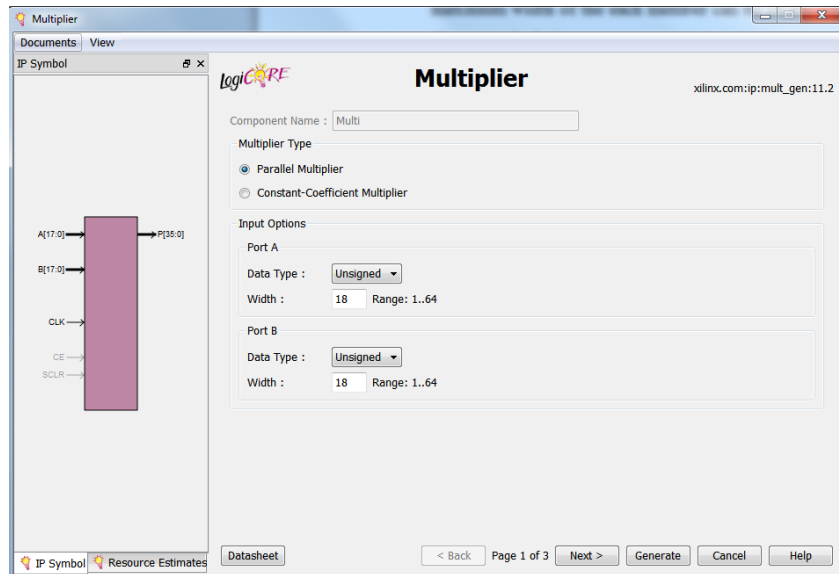 Multiplier
Documents View
IP Symbol
logiCORE
Multiplier
xilinx.com:ip:mult_gen:11.2
Component Name : Multi
Multiplier Type
Parallel Multiplier
Constant-Coefficient Multiplier
Input Options
Port A
Data Type : Unsigned
Width : 18 Range: 1..64
Port B
Data Type : Unsigned
Width : 18 Range: 1..64
A[17:0] P[35:0]
B[17:0]
CLK
CE
SCLR
IP Symbol Resource Estimates
Datasheet < Back Page 1 of 3 Next > Generate Cancel Help